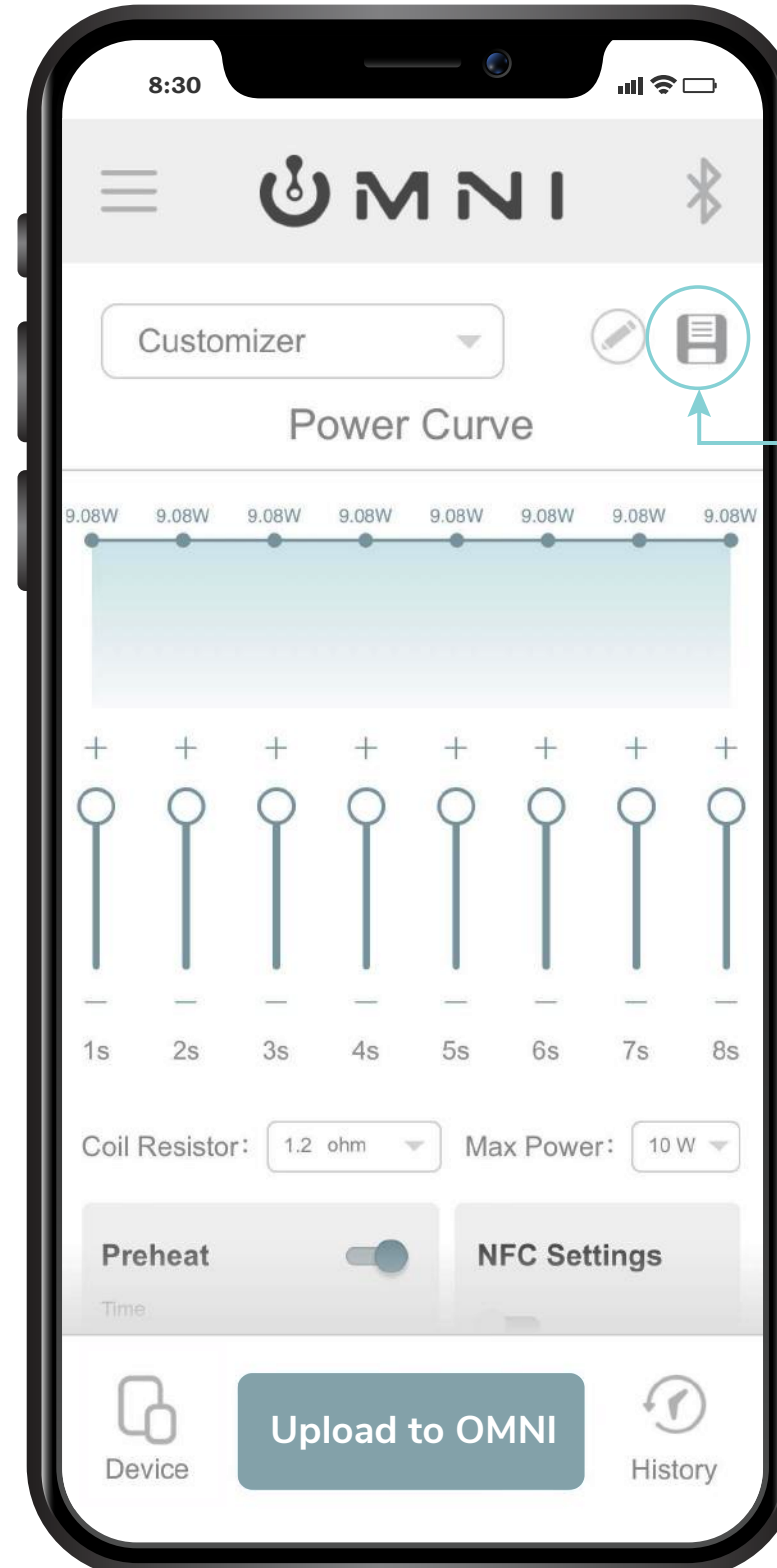 8:30
OMNI
Customizer
Power Curve
9.08W 9.08W 9.08W 9.08W 9.08W 9.08W 9.08W 9.08W
+ + + + + + + +
− − − − − − − −
1s 2s 3s 4s 5s 6s 7s 8s
Coil Resistor: 1.2 ohm Max Power: 10 W
Preheat NFC Settings
Time
Upload to OMNI
Device History